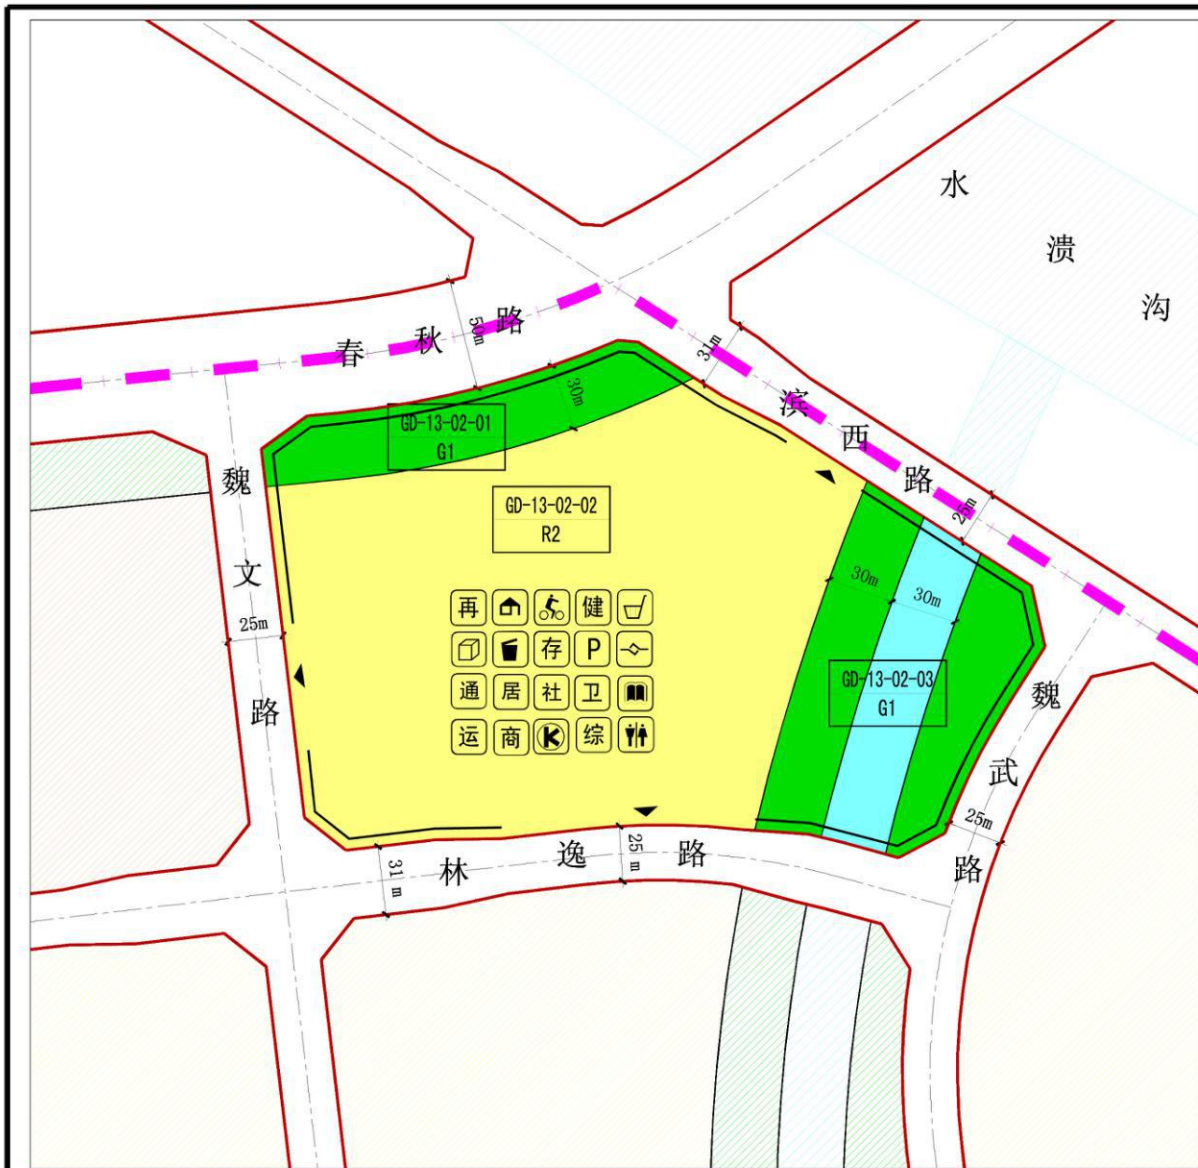 水溃沟
春秋路
50m
31m
30m
滨西路
GD-13-02-01
G1
魏文路
GD-13-02-02
R2
25m
30m
30m
再 健
25m
存 P
GD-13-02-03
G1
通 居 社 卫
魏武路
运 商 K 综
25m
林逸路
25m
31m